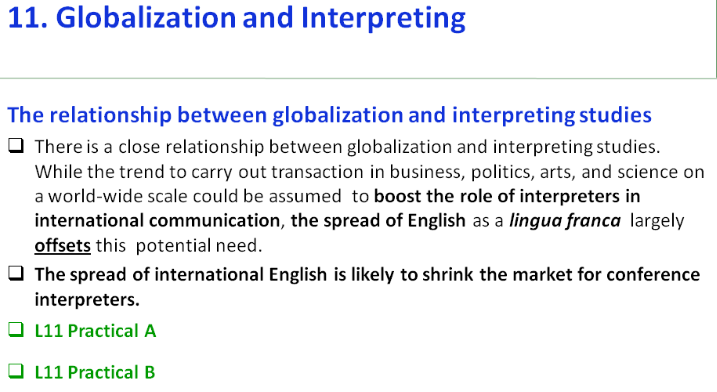 11. Globalization and Interpreting
The relationship between globalization and interpreting studies
❑ There is a close relationship between globalization and interpreting studies.
While the trend to carry out transaction in business, politics, arts, and science on
a world-wide scale could be assumed to boost the role of interpreters in
international communication, the spread of English as a lingua franca largely
offsets this potential need.
❑ The spread of international English is likely to shrink the market for conference
interpreters.
❑ L11 Practical A
❑ L11 Practical B